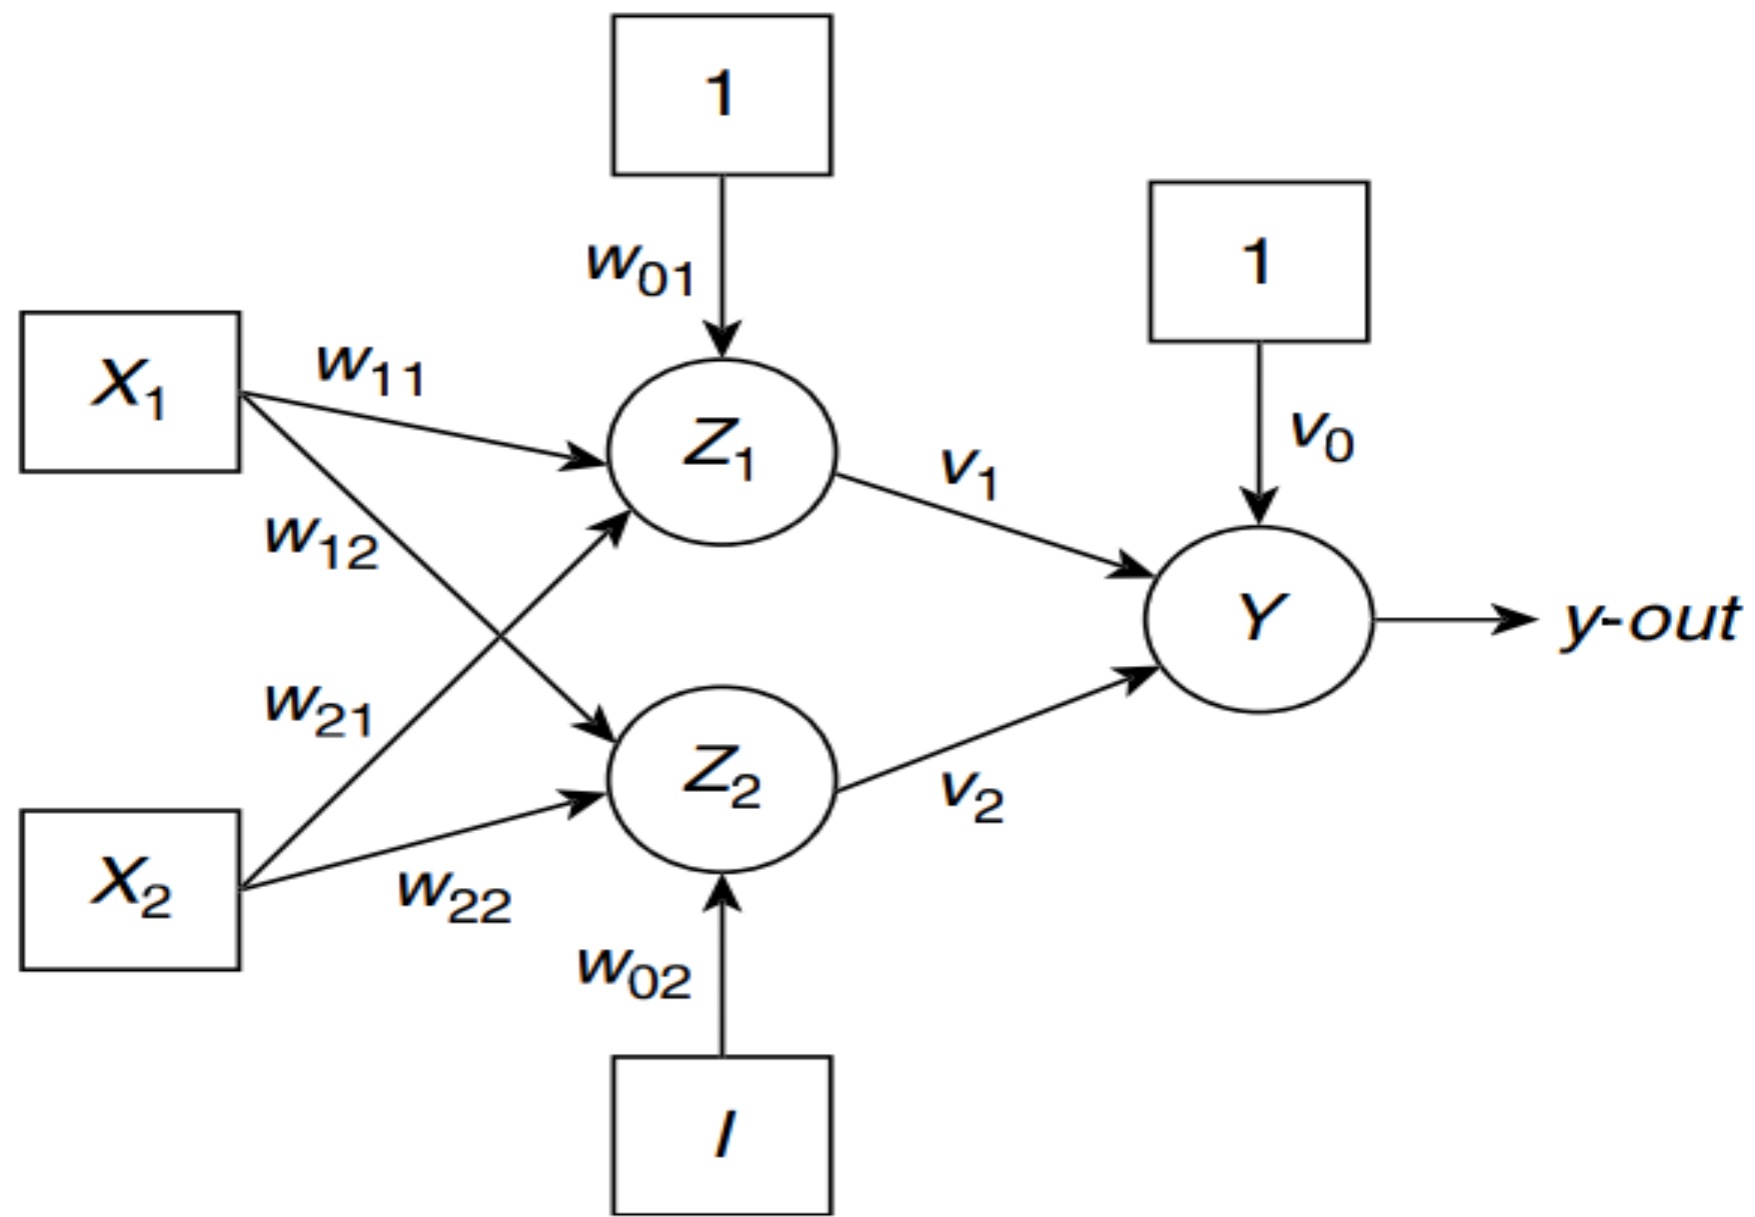 1
1
w₀₁
X₁
w₁₁
Z₁
v₁
v₀
w₁₂
Y
y-out
w₂₁
Z₂
v₂
X₂
w₂₂
w₀₂
I